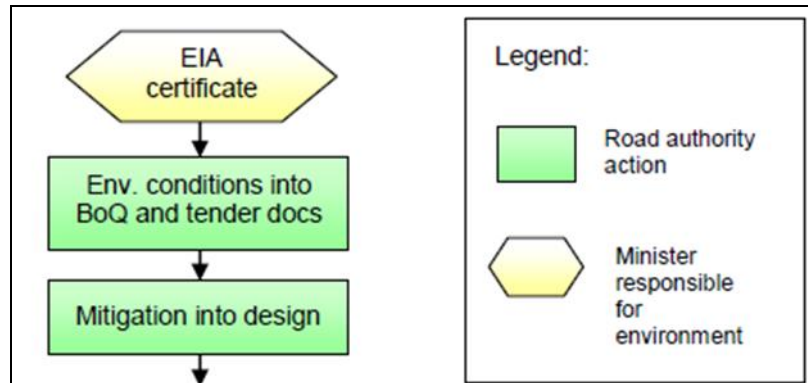 EIA
certificate
Env. conditions into
BoQ and tender docs
Mitigation into design
Legend:
Road authority
action
Minister
responsible
for
environment